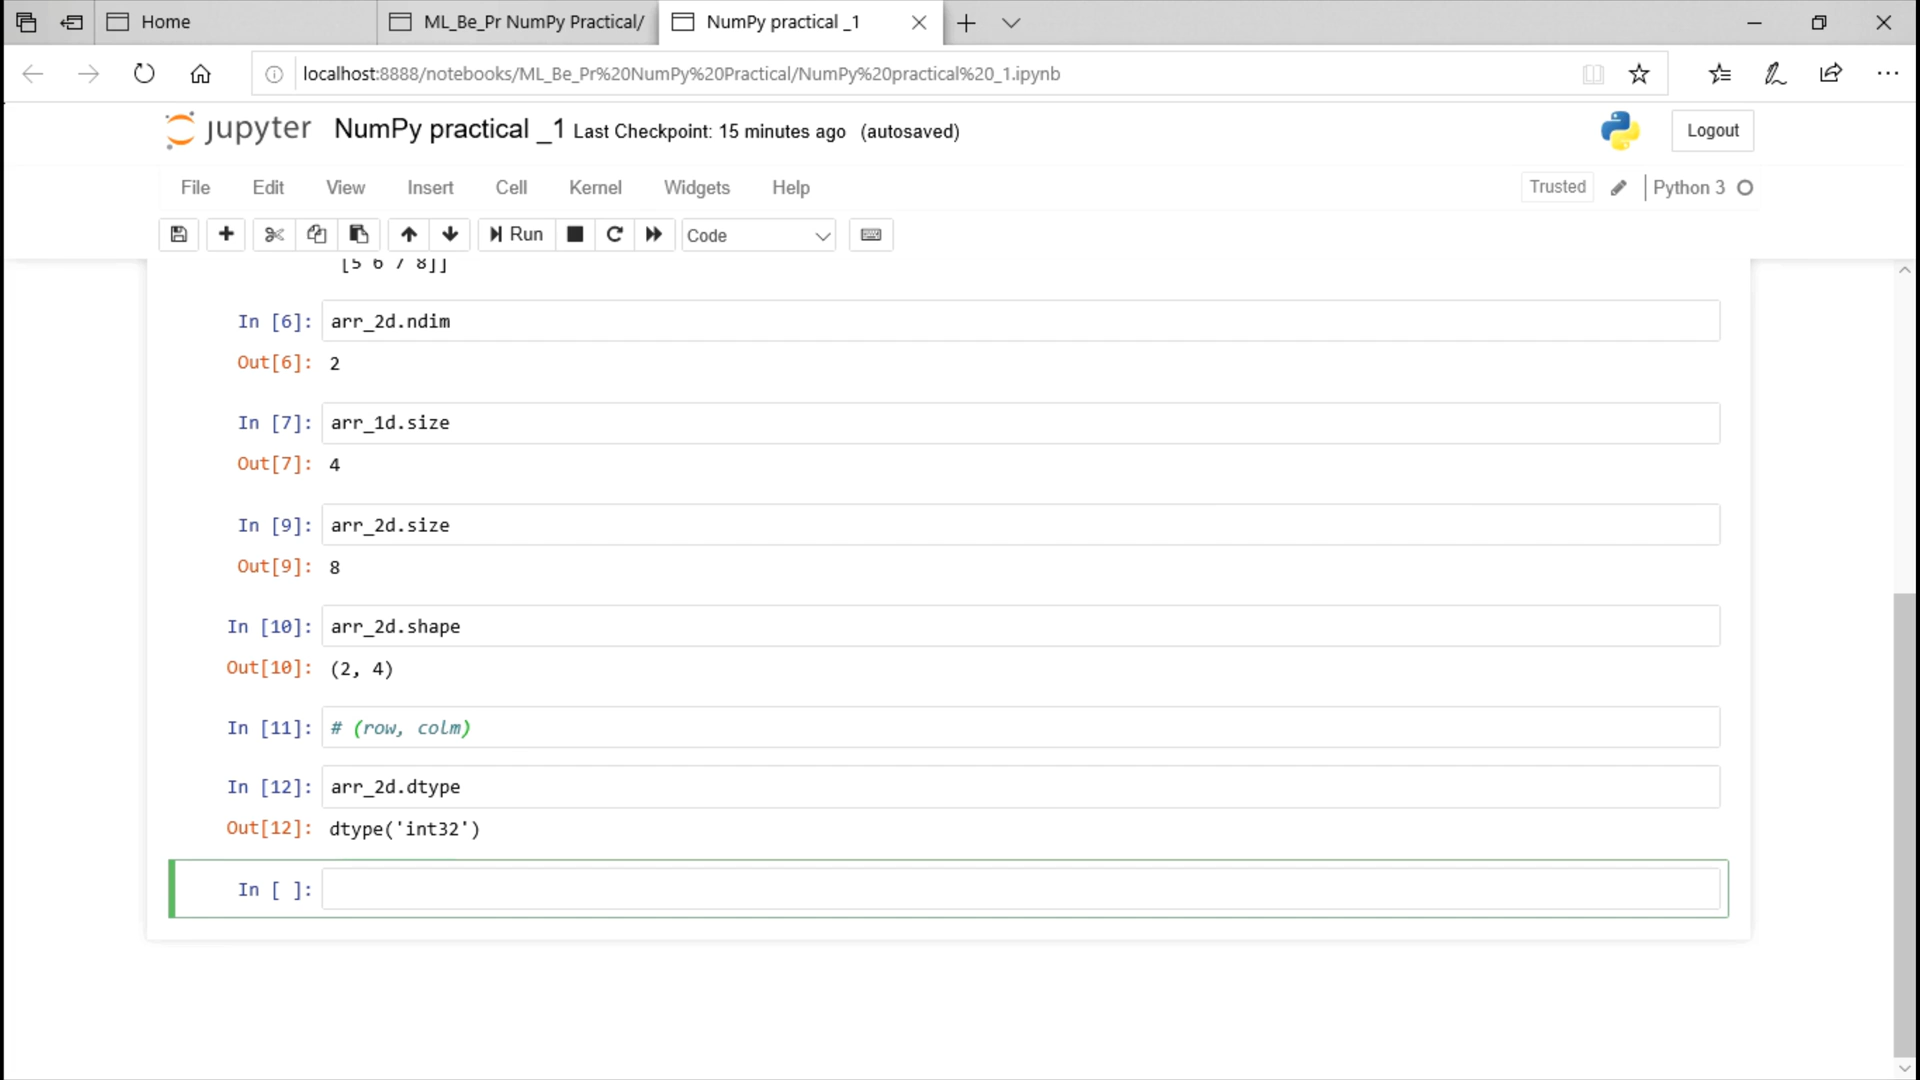 Home
ML_Be_Pr NumPy Practical/
NumPy practical _1
localhost:8888/notebooks/ML_Be_Pr%20NumPy%20Practical/NumPy%20practical%20_1.ipynb
jupyter NumPy practical _1 Last Checkpoint: 15 minutes ago (autosaved)
Logout
File Edit View Insert Cell Kernel Widgets Help
Trusted Python 3
Run Code
[5 6 7 8]]
In [6]: arr_2d.ndim
Out[6]: 2
In [7]: arr_1d.size
Out[7]: 4
In [9]: arr_2d.size
Out[9]: 8
In [10]: arr_2d.shape
Out[10]: (2, 4)
In [11]: # (row, colm)
In [12]: arr_2d.dtype
Out[12]: dtype('int32')
In [ ]: